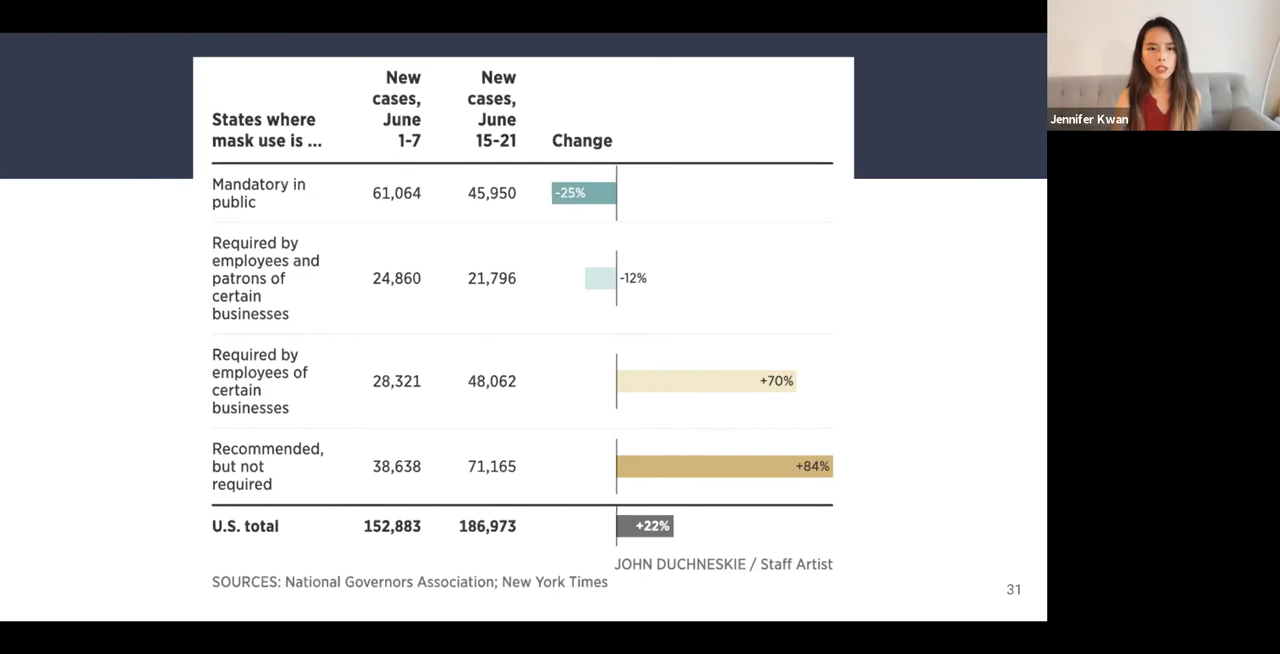 New New
cases, cases,
States where June June
mask use is ... 1-7 15-21 Change
Mandatory in
public 61,064 45,950 -25%
Required by
employees and
patrons of 24,860 21,796 -12%
certain
businesses
Required by
employees of 28,321 48,062 +70%
certain
businesses
Recommended,
but not 38,638 71,165 +84%
required
U.S. total 152,883 186,973 +22%
JOHN DUCHNESKIE / Staff Artist
SOURCES: National Governors Association; New York Times
31
Jennifer Kwan